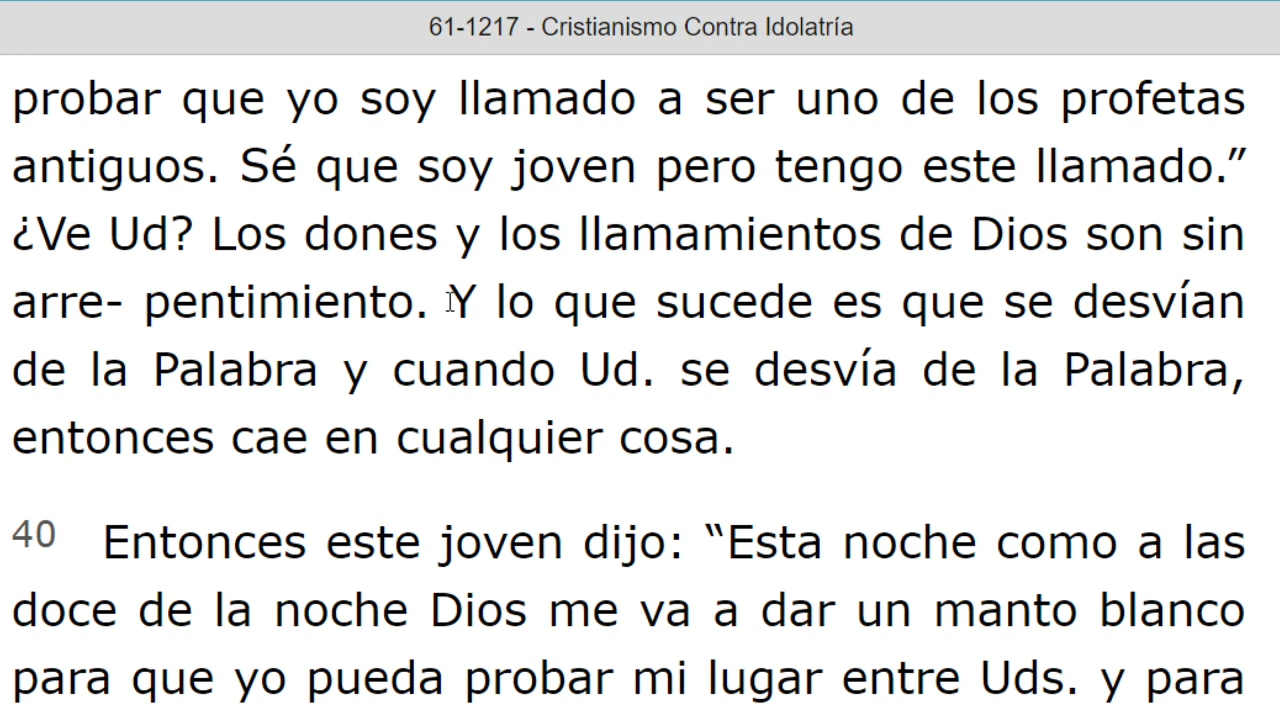 61-1217 - Cristianismo Contra Idolatría
probar que yo soy llamado a ser uno de los profetas
antiguos. Sé que soy joven pero tengo este llamado.”
¿Ve Ud? Los dones y los llamamientos de Dios son sin
arre- pentimiento. Y lo que sucede es que se desvían
de la Palabra y cuando Ud. se desvía de la Palabra,
entonces cae en cualquier cosa.
40 Entonces este joven dijo: “Esta noche como a las
doce de la noche Dios me va a dar un manto blanco
para que yo pueda probar mi lugar entre Uds. y para